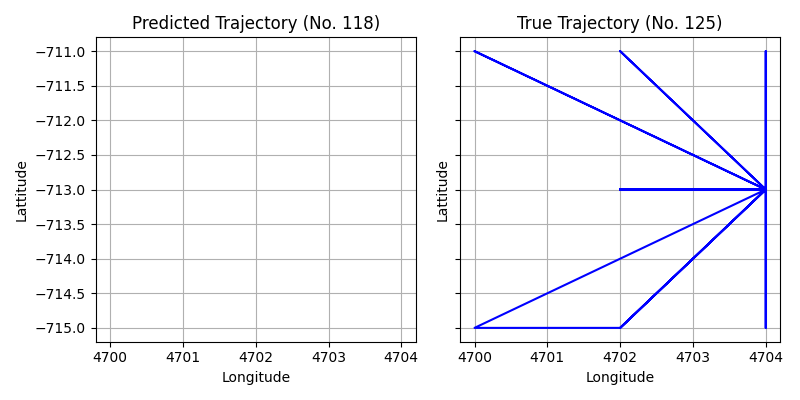 Predicted Trajectory (No. 118)
−711.0
−711.5
−712.0
−712.5
−713.0
−713.5
−714.0
−714.5
−715.0
Lattitude
4700 4701 4702 4703 4704
Longitude
True Trajectory (No. 125)
Lattitude
4700 4701 4702 4703 4704
Longitude